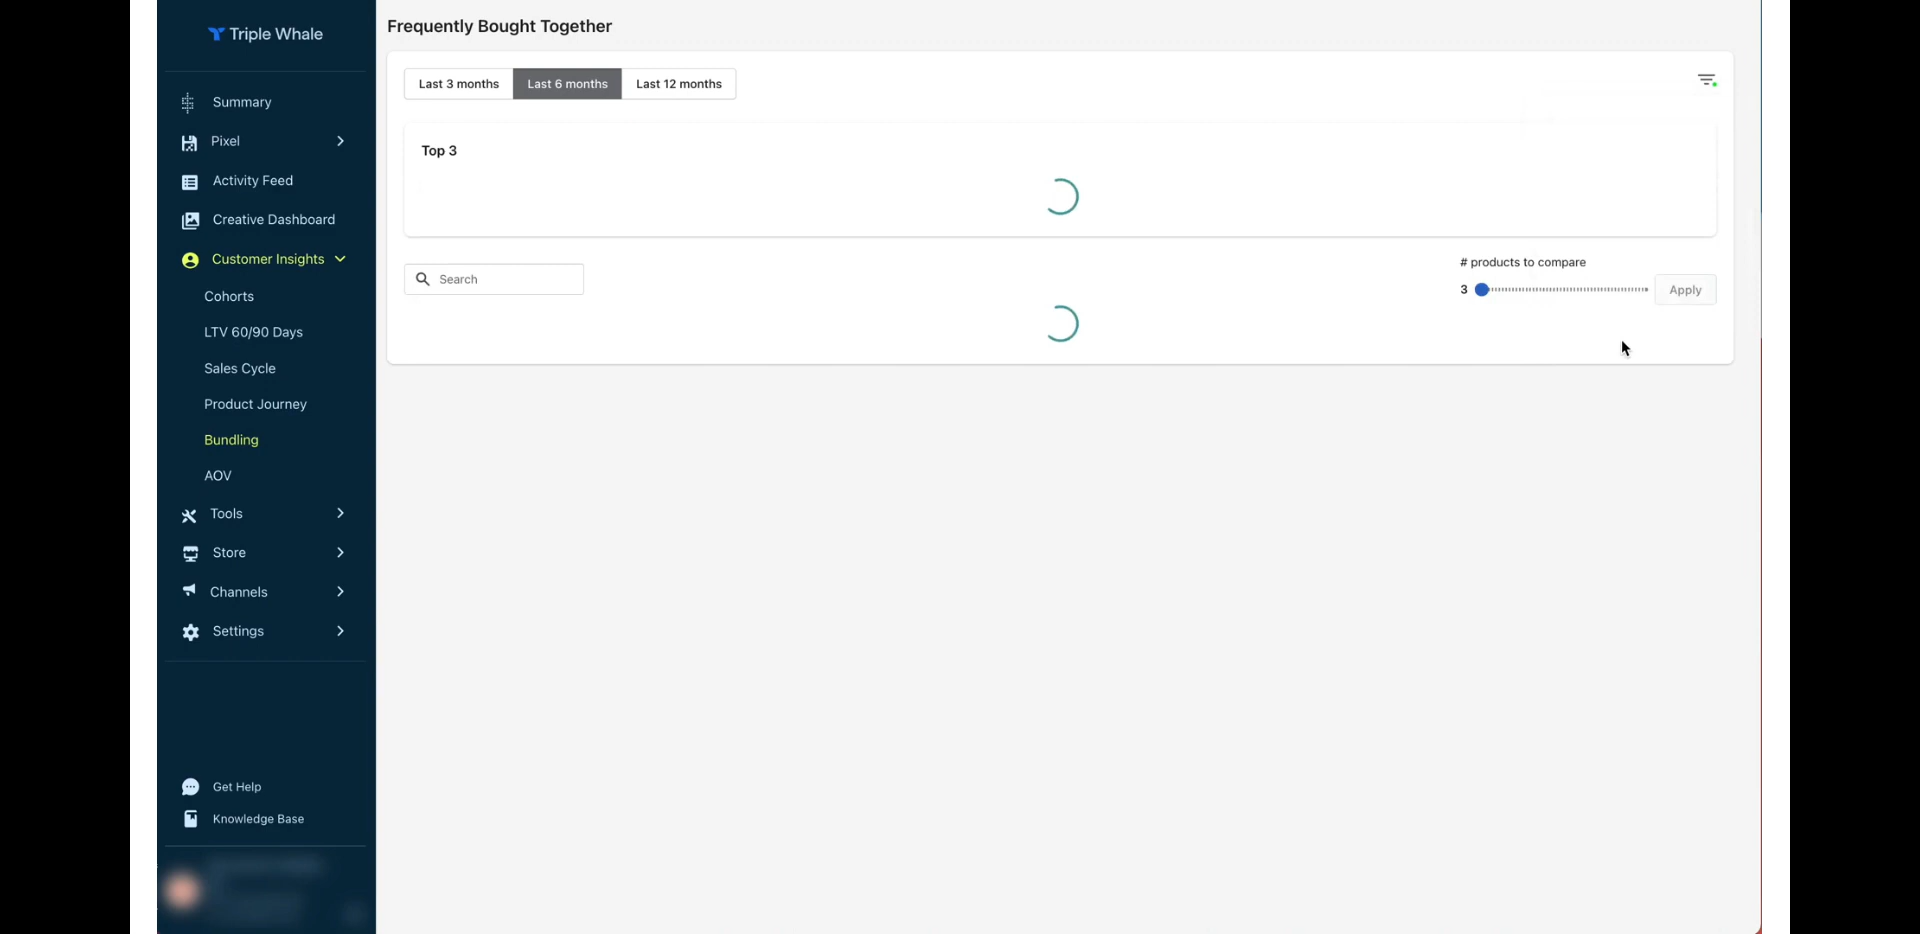 Triple Whale
Summary
Pixel
Activity Feed
Creative Dashboard
Customer Insights
Cohorts
LTV 60/90 Days
Sales Cycle
Product Journey
Bundling
AOV
Tools
Store
Channels
Settings
Get Help
Knowledge Base
Frequently Bought Together
Last 3 months
Last 6 months
Last 12 months
Top 3
Search
# products to compare
3
Apply